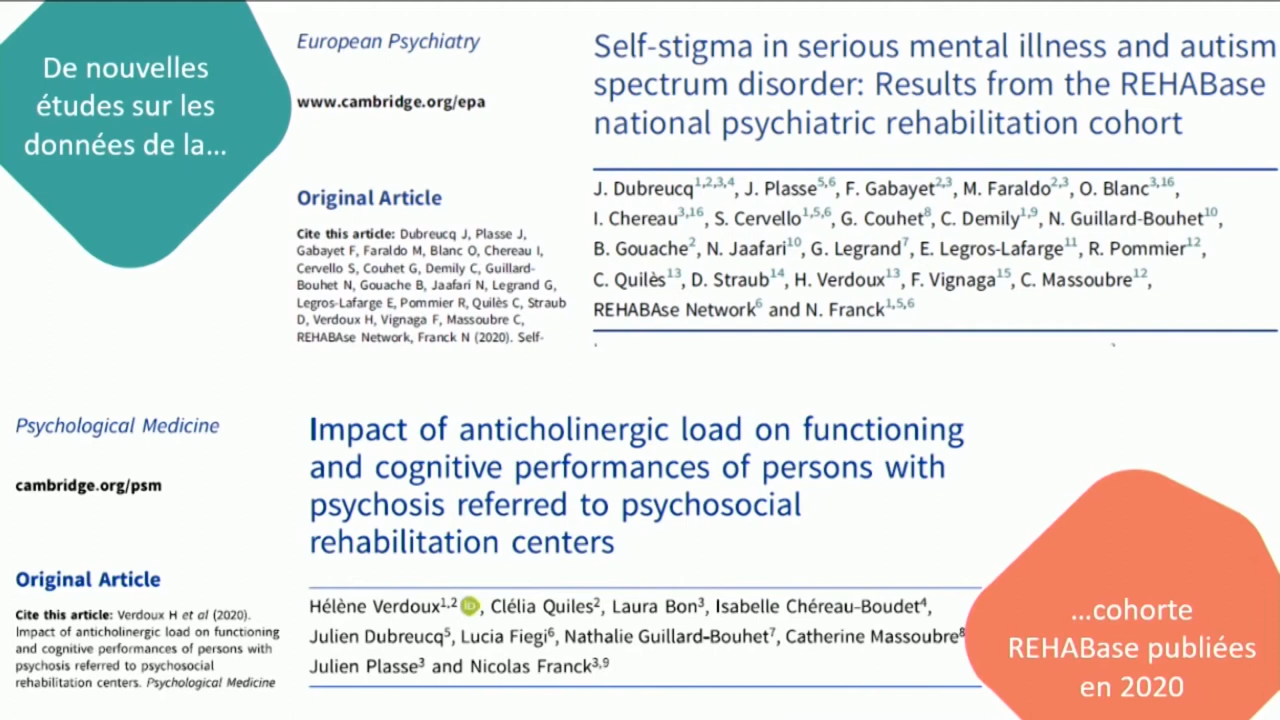 De nouvelles
études sur les
données de la...
European Psychiatry
www.cambridge.org/epa
Original Article
Cite this article: Dubreucq J, Plasse J,
Gabayet F, Faraldo M, Blanc O, Chereau I,
Cervello S, Couhet G, Demily C, Guillard-
Bouhet N, Gouache B, Jaafari N, Legrand G,
Legros-Lafarge E, Pommier R, Quilès C, Straub
D, Verdoux H, Vignaga F, Massoubre C,
REHABAse Network, Franck N (2020). Self-
Self-stigma in serious mental illness and autism
spectrum disorder: Results from the REHABase
national psychiatric rehabilitation cohort
J. Dubreucq1,2,3,4, J. Plasse5,6, F. Gabayet2,3, M. Faraldo2,3, O. Blanc3,16,
I. Chereau3,16, S. Cervello1,5,6, G. Couhet8, C. Demily1,9, N. Guillard-Bouhet10,
B. Gouache2, N. Jaafari10, G. Legrand7, E. Legros-Lafarge11, R. Pommier12,
C. Quilès13, D. Straub14, H. Verdoux13, F. Vignaga15, C. Massoubre12,
REHABAse Network6 and N. Franck1,5,6
Psychological Medicine
cambridge.org/psm
Original Article
Cite this article: Verdoux H et al (2020).
Impact of anticholinergic load on functioning
and cognitive performances of persons with
psychosis referred to psychosocial
rehabilitation centers. Psychological Medicine
Impact of anticholinergic load on functioning
and cognitive performances of persons with
psychosis referred to psychosocial
rehabilitation centers
Hélène Verdoux1,2 iD, Clélia Quiles2, Laura Bon3, Isabelle Chéreau-Boudet4,
Julien Dubreucq5, Lucia Fiegi6, Nathalie Guillard-Bouhet7, Catherine Massoubre8
Julien Plasse3 and Nicolas Franck3,9
...cohorte
REHABase publiées
en 2020